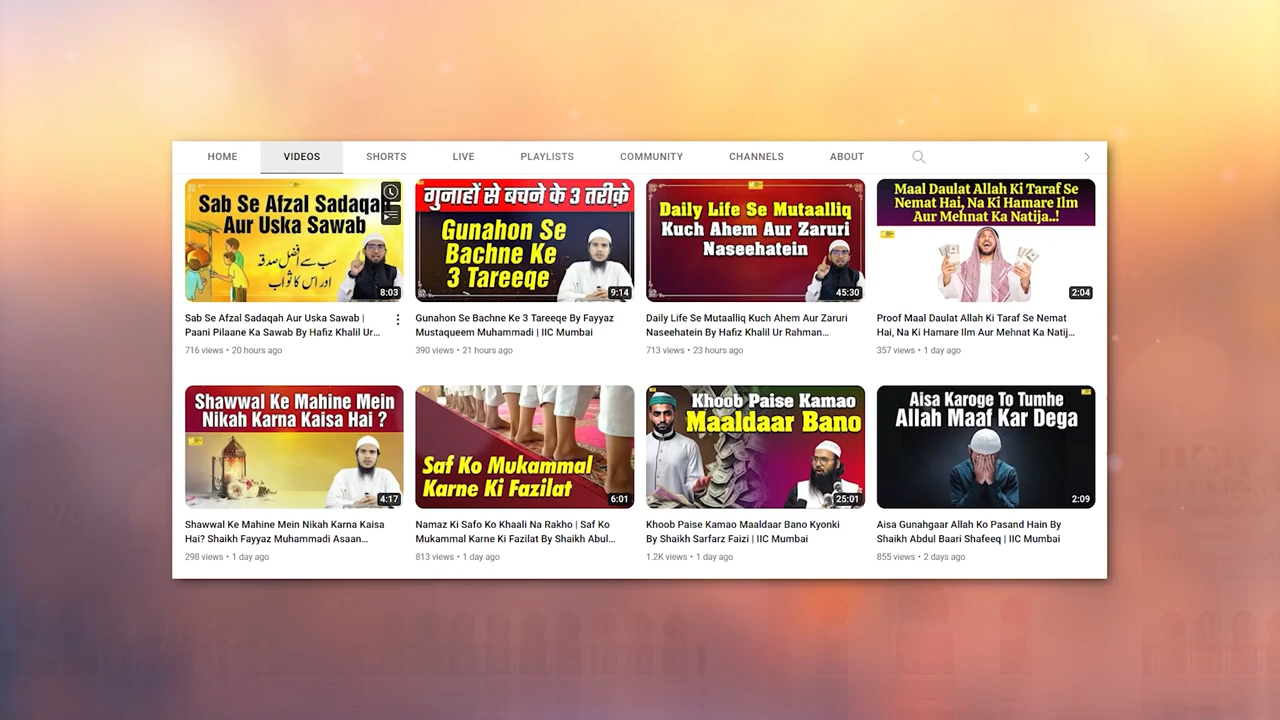 HOME VIDEOS SHORTS LIVE PLAYLISTS COMMUNITY CHANNELS ABOUT
Sab Se Afzal Sadaqah
Aur Uska Sawab
سب سے افضل صدقہ
اور اس کا ثواب
8:03
गुनाहों से बचने के 3 तरीक़े
Gunahon Se
Bachne Ke
3 Tareeqe
9:14
Daily Life Se Mutaalliq
Kuch Ahem Aur Zaruri
Naseehatein
45:30
Maal Daulat Allah Ki Taraf Se
Nemat Hai, Na Ki Hamare Ilm
Aur Mehnat Ka Natija..!
2:04
Sab Se Afzal Sadaqah Aur Uska Sawab |
Paani Pilaane Ka Sawab By Hafiz Khalil Ur...
716 views • 20 hours ago
Gunahon Se Bachne Ke 3 Tareeqe By Fayyaz
Mustaqueem Muhammadi | IIC Mumbai
390 views • 21 hours ago
Daily Life Se Mutaalliq Kuch Ahem Aur Zaruri
Naseehatein By Hafiz Khalil Ur Rahman...
713 views • 23 hours ago
Proof Maal Daulat Allah Ki Taraf Se Nemat
Hai, Na Ki Hamare Ilm Aur Mehnat Ka Natij...
357 views • 1 day ago
Shawwal Ke Mahine Mein
Nikah Karna Kaisa Hai ?
4:17
Saf Ko Mukammal
Karne Ki Fazilat
6:01
Khoob Paise Kamao
Maaldaar Bano
25:01
Aisa Karoge To Tumhe
Allah Maaf Kar Dega
2:09
Shawwal Ke Mahine Mein Nikah Karna Kaisa
Hai? Shaikh Fayyaz Muhammadi Asaan...
298 views • 1 day ago
Namaz Ki Safo Ko Khaali Na Rakho | Saf Ko
Mukammal Karne Ki Fazilat By Shaikh Abul...
813 views • 1 day ago
Khoob Paise Kamao Maaldaar Bano Kyonki
By Shaikh Sarfarz Faizi | IIC Mumbai
1.2K views • 1 day ago
Aisa Gunahgaar Allah Ko Pasand Hain By
Shaikh Abdul Baari Shafeeq | IIC Mumbai
855 views • 2 days ago